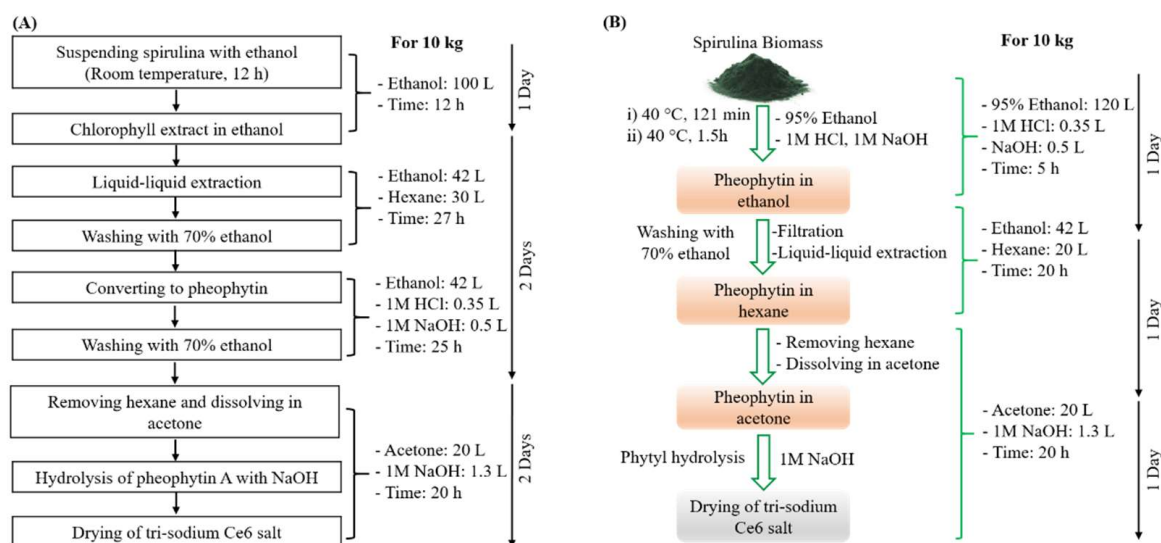 (A)
For 10 kg
Suspending spirulina with ethanol
(Room temperature, 12 h)
Chlorophyll extract in ethanol
- Ethanol: 100 L
- Time: 12 h
1 Day
Liquid-liquid extraction
Washing with 70% ethanol
- Ethanol: 42 L
- Hexane: 30 L
- Time: 27 h
Converting to pheophytin
Washing with 70% ethanol
- Ethanol: 42 L
- 1M HCl: 0.35 L
- 1M NaOH: 0.5 L
- Time: 25 h
2 Days
Removing hexane and dissolving in
acetone
Hydrolysis of pheophytin A with NaOH
Drying of tri-sodium Ce6 salt
- Acetone: 20 L
- 1M NaOH: 1.3 L
- Time: 20 h
2 Days
(B)
For 10 kg
Spirulina Biomass
i) 40 °C, 121 min
ii) 40 °C, 1.5h
- 95% Ethanol
- 1M HCl, 1M NaOH
Pheophytin in
ethanol
- 95% Ethanol: 120 L
- 1M HCl: 0.35 L
- NaOH: 0.5 L
- Time: 5 h
1 Day
Washing with
70% ethanol
-Filtration
-Liquid-liquid extraction
Pheophytin in
hexane
- Ethanol: 42 L
- Hexane: 20 L
- Time: 20 h
1 Day
- Removing hexane
- Dissolving in acetone
Pheophytin in
acetone
Phytyl hydrolysis
1M NaOH
Drying of tri-sodium
Ce6 salt
- Acetone: 20 L
- 1M NaOH: 1.3 L
- Time: 20 h
1 Day